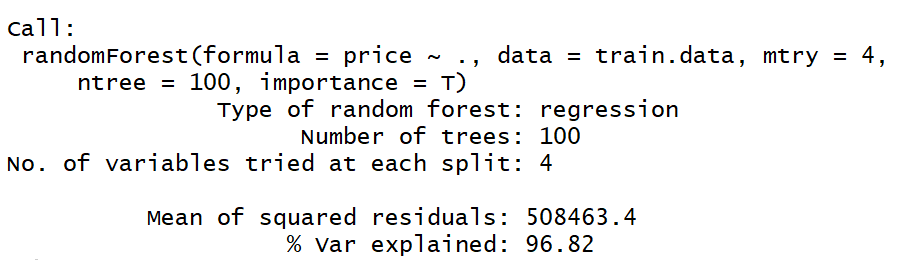 Call:
randomForest(formula = price ~ ., data = train.data, mtry = 4,
ntree = 100, importance = T)
Type of random forest: regression
Number of trees: 100
No. of variables tried at each split: 4
Mean of squared residuals: 508463.4
% Var explained: 96.82